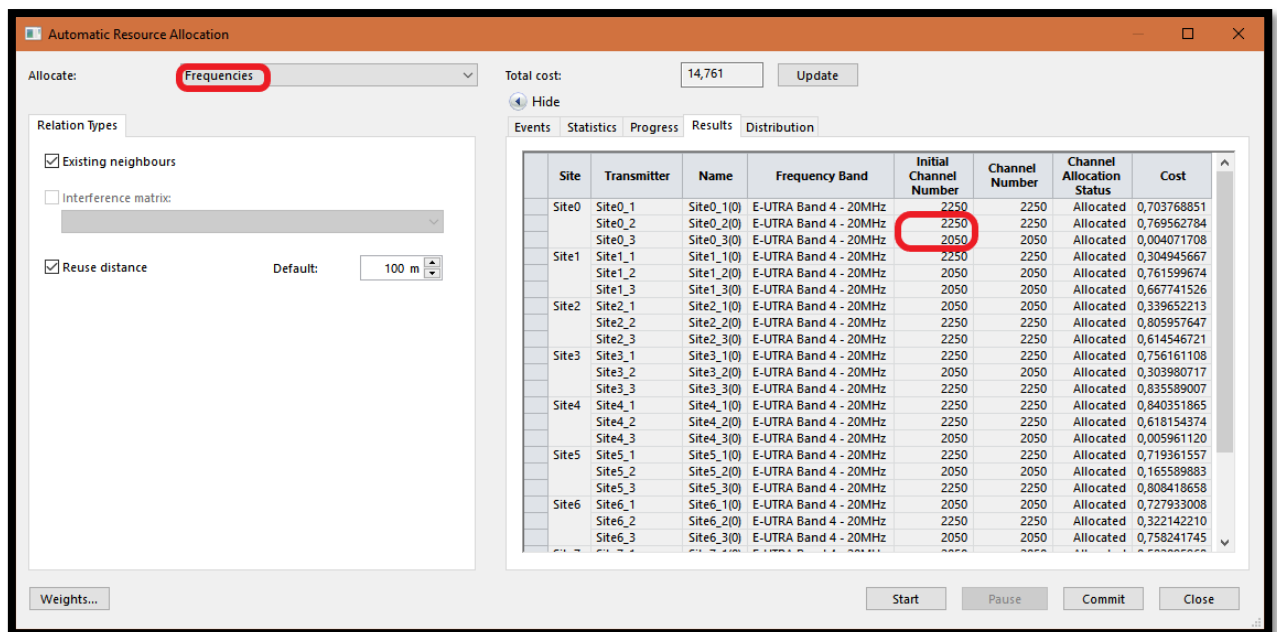 Automatic Resource Allocation
Allocate: Frequencies
Relation Types
Existing neighbours
Interference matrix:
Reuse distance Default: 100 m
Weights...
Total cost: 14,761 Update
Hide
Events Statistics Progress Results Distribution
Site Transmitter Name Frequency Band Initial Channel Number Channel Number Channel Allocation Status Cost
Site0 Site0_1 Site0_1(0) E-UTRA Band 4 - 20MHz 2250 2250 Allocated 0,703768851
Site0_2 Site0_2(0) E-UTRA Band 4 - 20MHz 2250 2250 Allocated 0,769562784
Site0_3 Site0_3(0) E-UTRA Band 4 - 20MHz 2050 2050 Allocated 0,004071708
Site1 Site1_1 Site1_1(0) E-UTRA Band 4 - 20MHz 2250 2250 Allocated 0,304945667
Site1_2 Site1_2(0) E-UTRA Band 4 - 20MHz 2050 2050 Allocated 0,761599674
Site1_3 Site1_3(0) E-UTRA Band 4 - 20MHz 2050 2050 Allocated 0,667741526
Site2 Site2_1 Site2_1(0) E-UTRA Band 4 - 20MHz 2050 2050 Allocated 0,339652213
Site2_2 Site2_2(0) E-UTRA Band 4 - 20MHz 2250 2250 Allocated 0,805957647
Site2_3 Site2_3(0) E-UTRA Band 4 - 20MHz 2250 2250 Allocated 0,614546721
Site3 Site3_1 Site3_1(0) E-UTRA Band 4 - 20MHz 2250 2250 Allocated 0,756161108
Site3_2 Site3_2(0) E-UTRA Band 4 - 20MHz 2050 2050 Allocated 0,303980717
Site3_3 Site3_3(0) E-UTRA Band 4 - 20MHz 2250 2250 Allocated 0,835589007
Site4 Site4_1 Site4_1(0) E-UTRA Band 4 - 20MHz 2250 2250 Allocated 0,840351865
Site4_2 Site4_2(0) E-UTRA Band 4 - 20MHz 2250 2250 Allocated 0,618154374
Site4_3 Site4_3(0) E-UTRA Band 4 - 20MHz 2050 2050 Allocated 0,005961120
Site5 Site5_1 Site5_1(0) E-UTRA Band 4 - 20MHz 2250 2250 Allocated 0,719361557
Site5_2 Site5_2(0) E-UTRA Band 4 - 20MHz 2050 2050 Allocated 0,165589883
Site5_3 Site5_3(0) E-UTRA Band 4 - 20MHz 2250 2250 Allocated 0,808418658
Site6 Site6_1 Site6_1(0) E-UTRA Band 4 - 20MHz 2050 2050 Allocated 0,727933008
Site6_2 Site6_2(0) E-UTRA Band 4 - 20MHz 2250 2250 Allocated 0,322142210
Site6_3 Site6_3(0) E-UTRA Band 4 - 20MHz 2050 2050 Allocated 0,758241745
Start Pause Commit Close